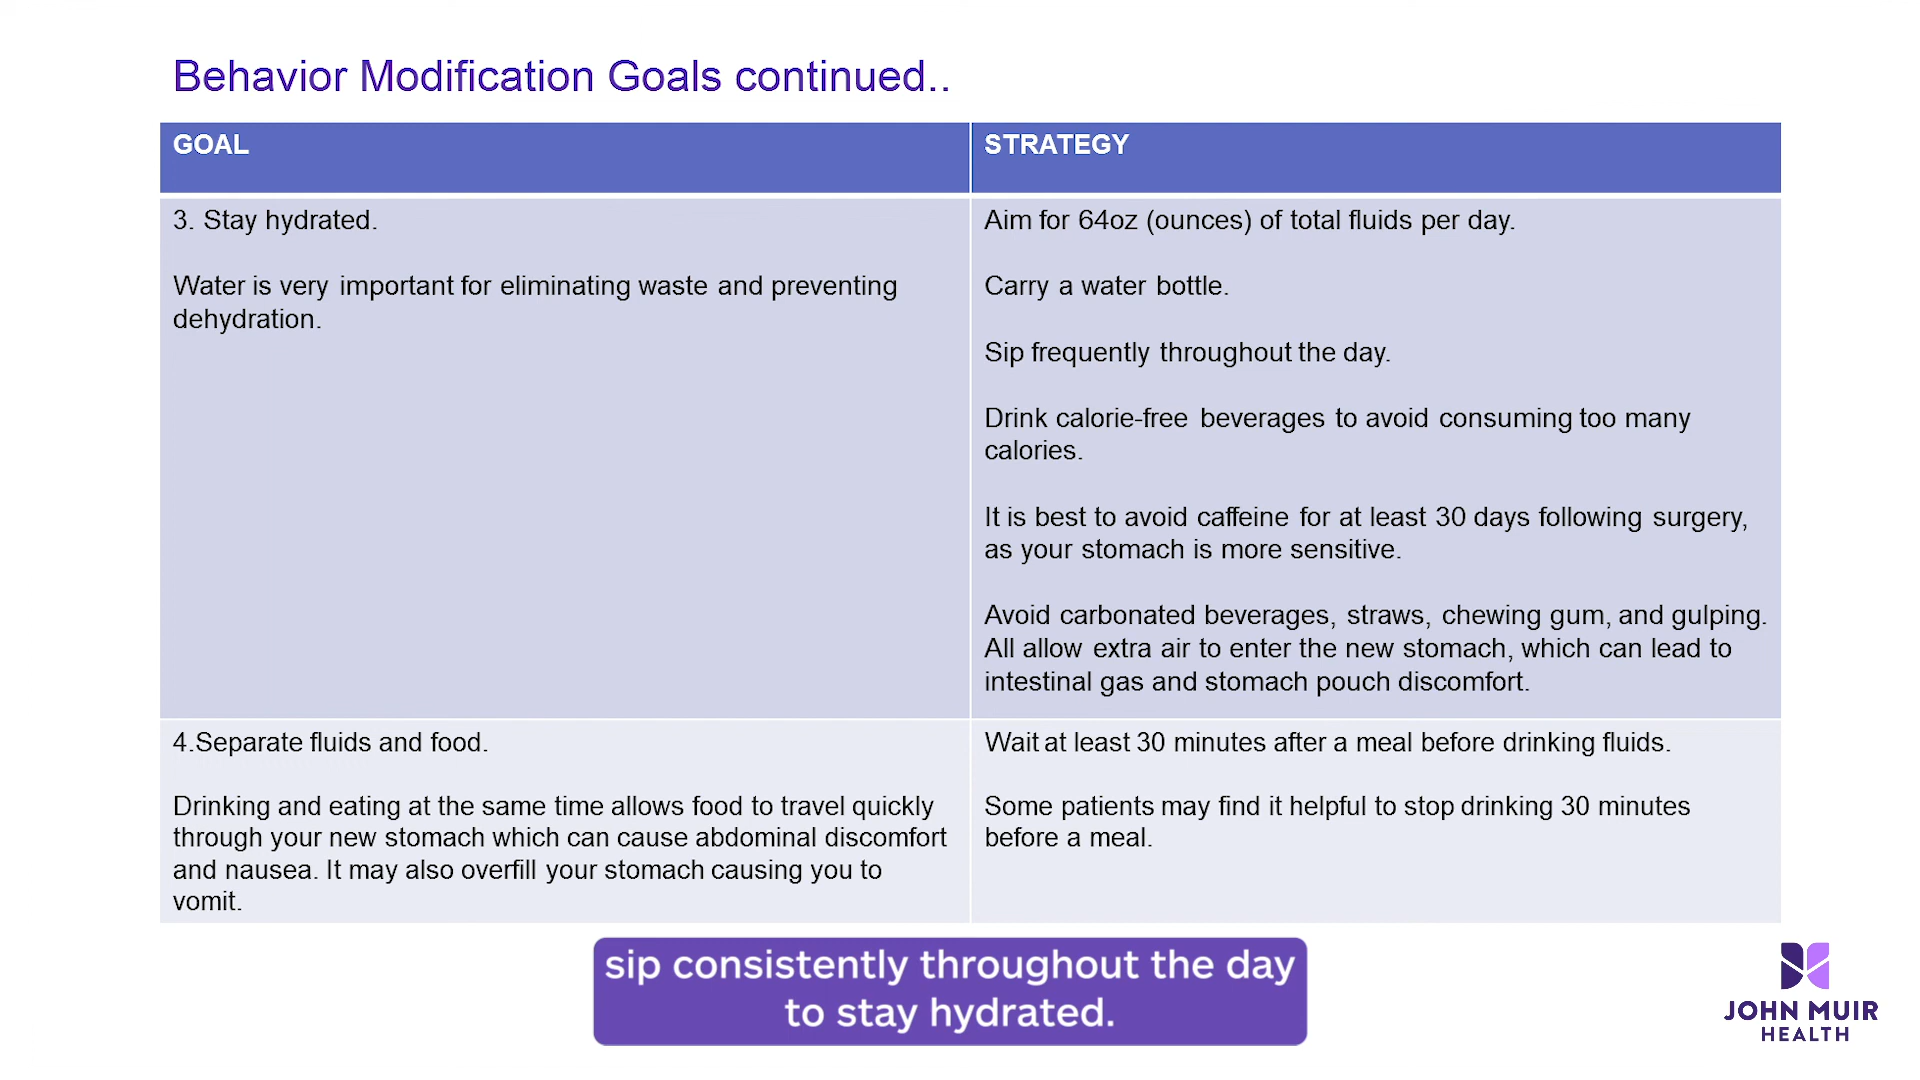 Behavior Modification Goals continued..
GOAL
STRATEGY
3. Stay hydrated.
Water is very important for eliminating waste and preventing
dehydration.
Aim for 64oz (ounces) of total fluids per day.
Carry a water bottle.
Sip frequently throughout the day.
Drink calorie-free beverages to avoid consuming too many
calories.
It is best to avoid caffeine for at least 30 days following surgery,
as your stomach is more sensitive.
Avoid carbonated beverages, straws, chewing gum, and gulping.
All allow extra air to enter the new stomach, which can lead to
intestinal gas and stomach pouch discomfort.
4.Separate fluids and food.
Drinking and eating at the same time allows food to travel quickly
through your new stomach which can cause abdominal discomfort
and nausea. It may also overfill your stomach causing you to
vomit.
Wait at least 30 minutes after a meal before drinking fluids.
Some patients may find it helpful to stop drinking 30 minutes
before a meal.
sip consistently throughout the day
to stay hydrated.
JOHN MUIR
HEALTH